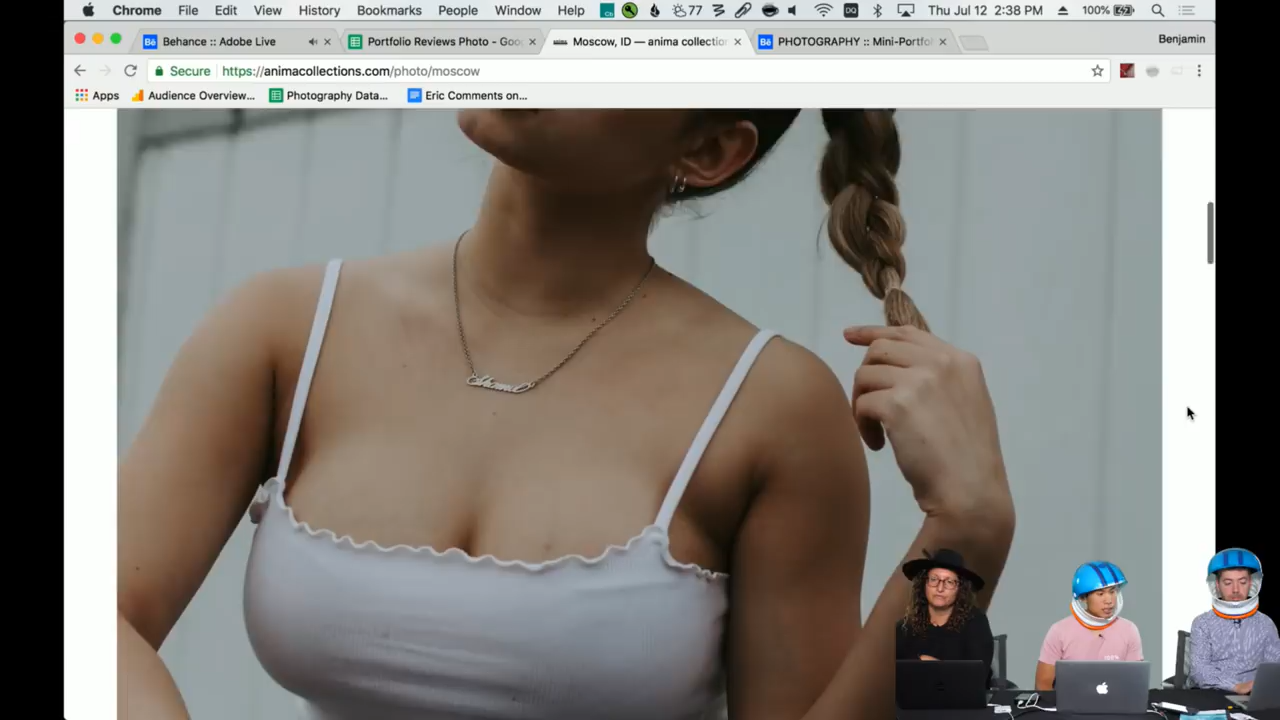 Chrome File Edit View History Bookmarks People Window Help 77 Thu Jul 12 2:38 PM 100%
Behance :: Adobe Live
Portfolio Reviews Photo - Goo
Moscow, ID — anima collection
PHOTOGRAPHY :: Mini-Portfol
Benjamin
Secure https://animacollections.com/photo/moscow
Apps Audience Overview... Photography Data... Eric Comments on...